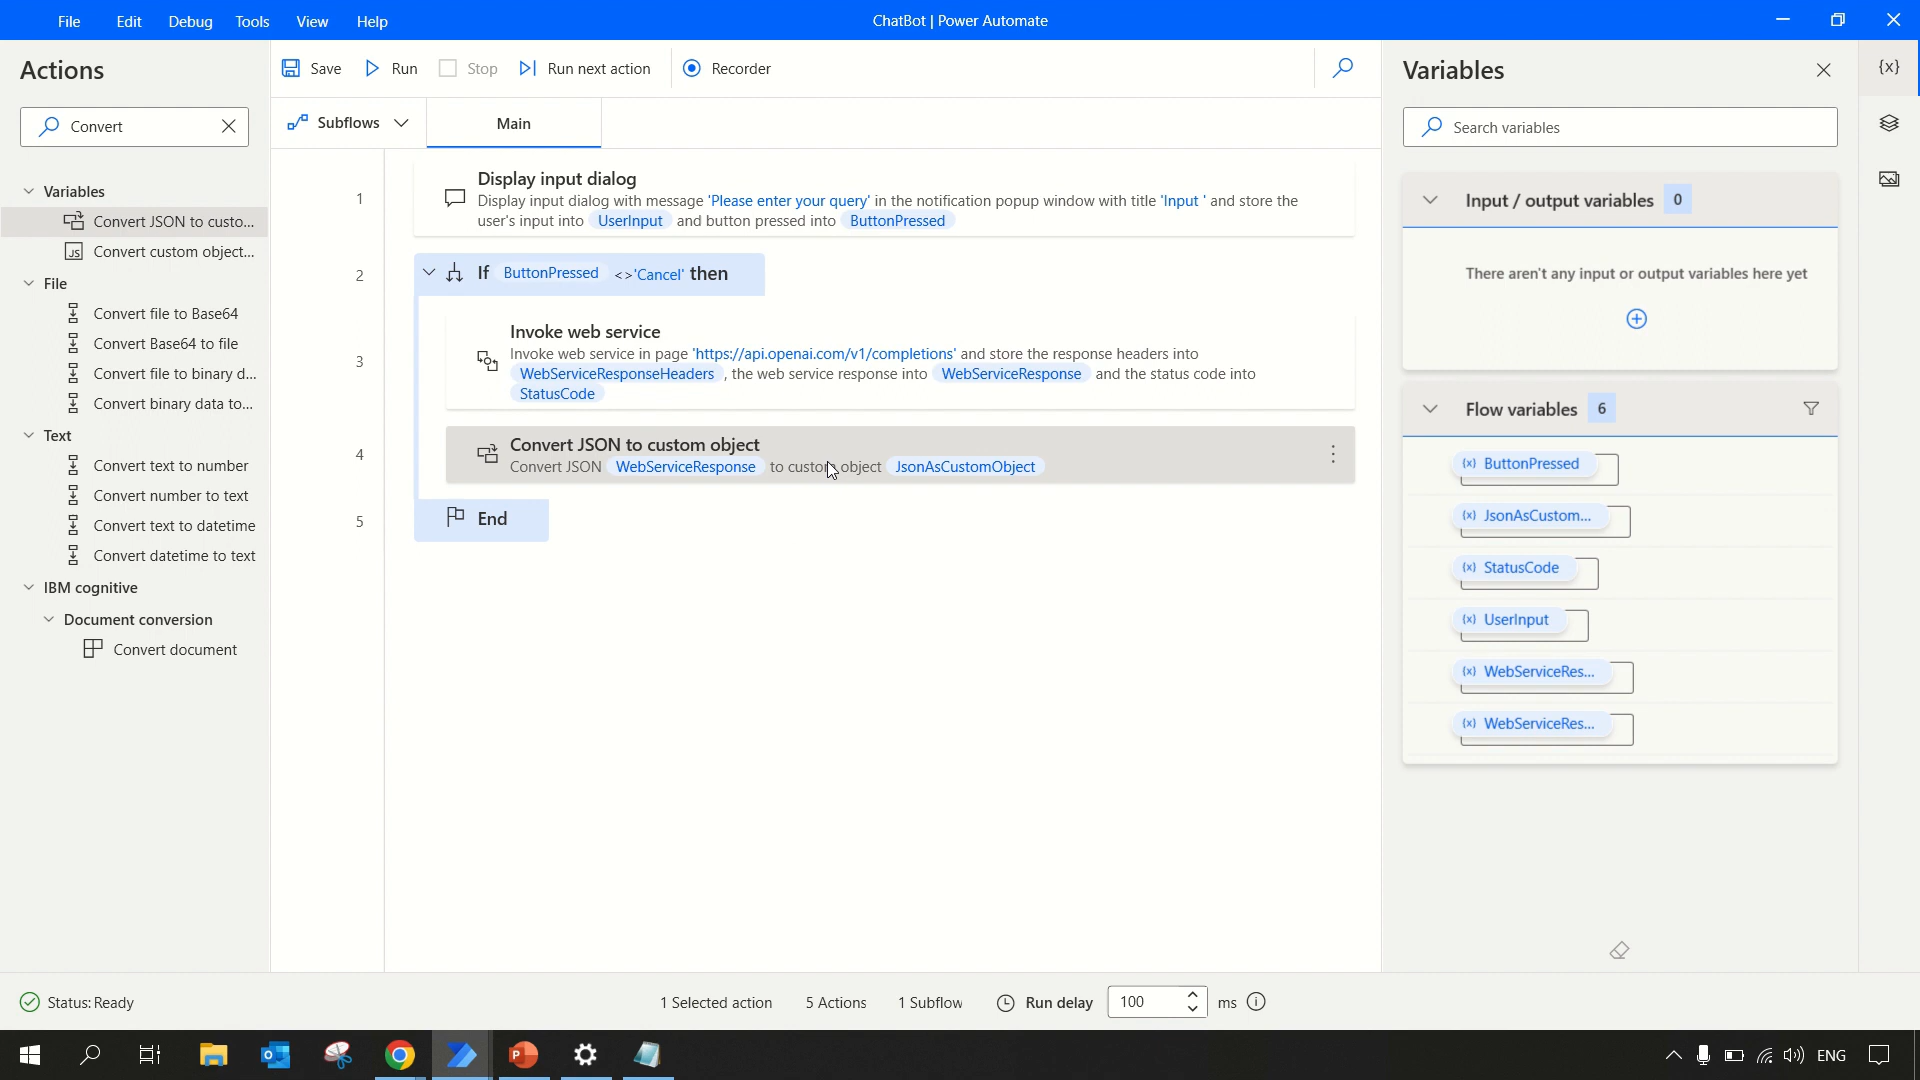 File Edit Debug Tools View Help
ChatBot | Power Automate
Actions
Convert
Variables
Convert JSON to custo...
JS Convert custom object...
File
Convert file to Base64
Convert Base64 to file
Convert file to binary d...
Convert binary data to...
Text
Convert text to number
Convert number to text
Convert text to datetime
Convert datetime to text
IBM cognitive
Document conversion
Convert document
Save Run Stop Run next action Recorder
Subflows Main
1
Display input dialog
Display input dialog with message 'Please enter your query' in the notification popup window with title 'Input ' and store the
user's input into UserInput and button pressed into ButtonPressed
2
If ButtonPressed <>'Cancel' then
3
Invoke web service
Invoke web service in page 'https://api.openai.com/v1/completions' and store the response headers into
WebServiceResponseHeaders , the web service response into WebServiceResponse and the status code into
StatusCode
4
Convert JSON to custom object
Convert JSON WebServiceResponse to custom object JsonAsCustomObject
5
End
Variables
{x}
Search variables
Input / output variables 0
There aren't any input or output variables here yet
Flow variables 6
{x} ButtonPressed
{x} JsonAsCustom...
{x} StatusCode
{x} UserInput
{x} WebServiceRes...
{x} WebServiceRes...
Status: Ready
1 Selected action 5 Actions 1 Subflow Run delay 100 ms
ENG